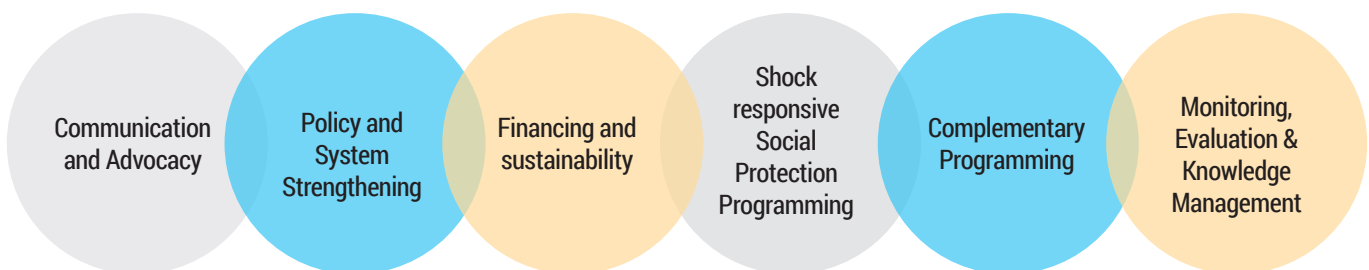 Communication
and Advocacy
Policy and
System
Strengthening
Financing and
sustainability
Shock
responsive
Social
Protection
Programming
Complementary
Programming
Monitoring,
Evaluation &
Knowledge
Management